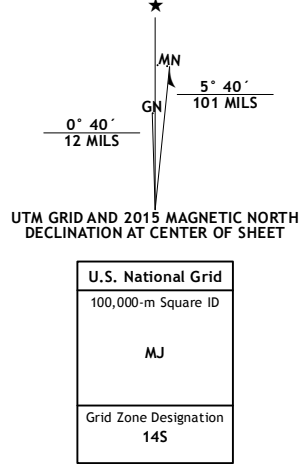 MN
5° 40´
101 MILS
GN
0° 40´
12 MILS
UTM GRID AND 2015 MAGNETIC NORTH
DECLINATION AT CENTER OF SHEET
U.S. National Grid
100,000-m Square ID
MJ
Grid Zone Designation
14S